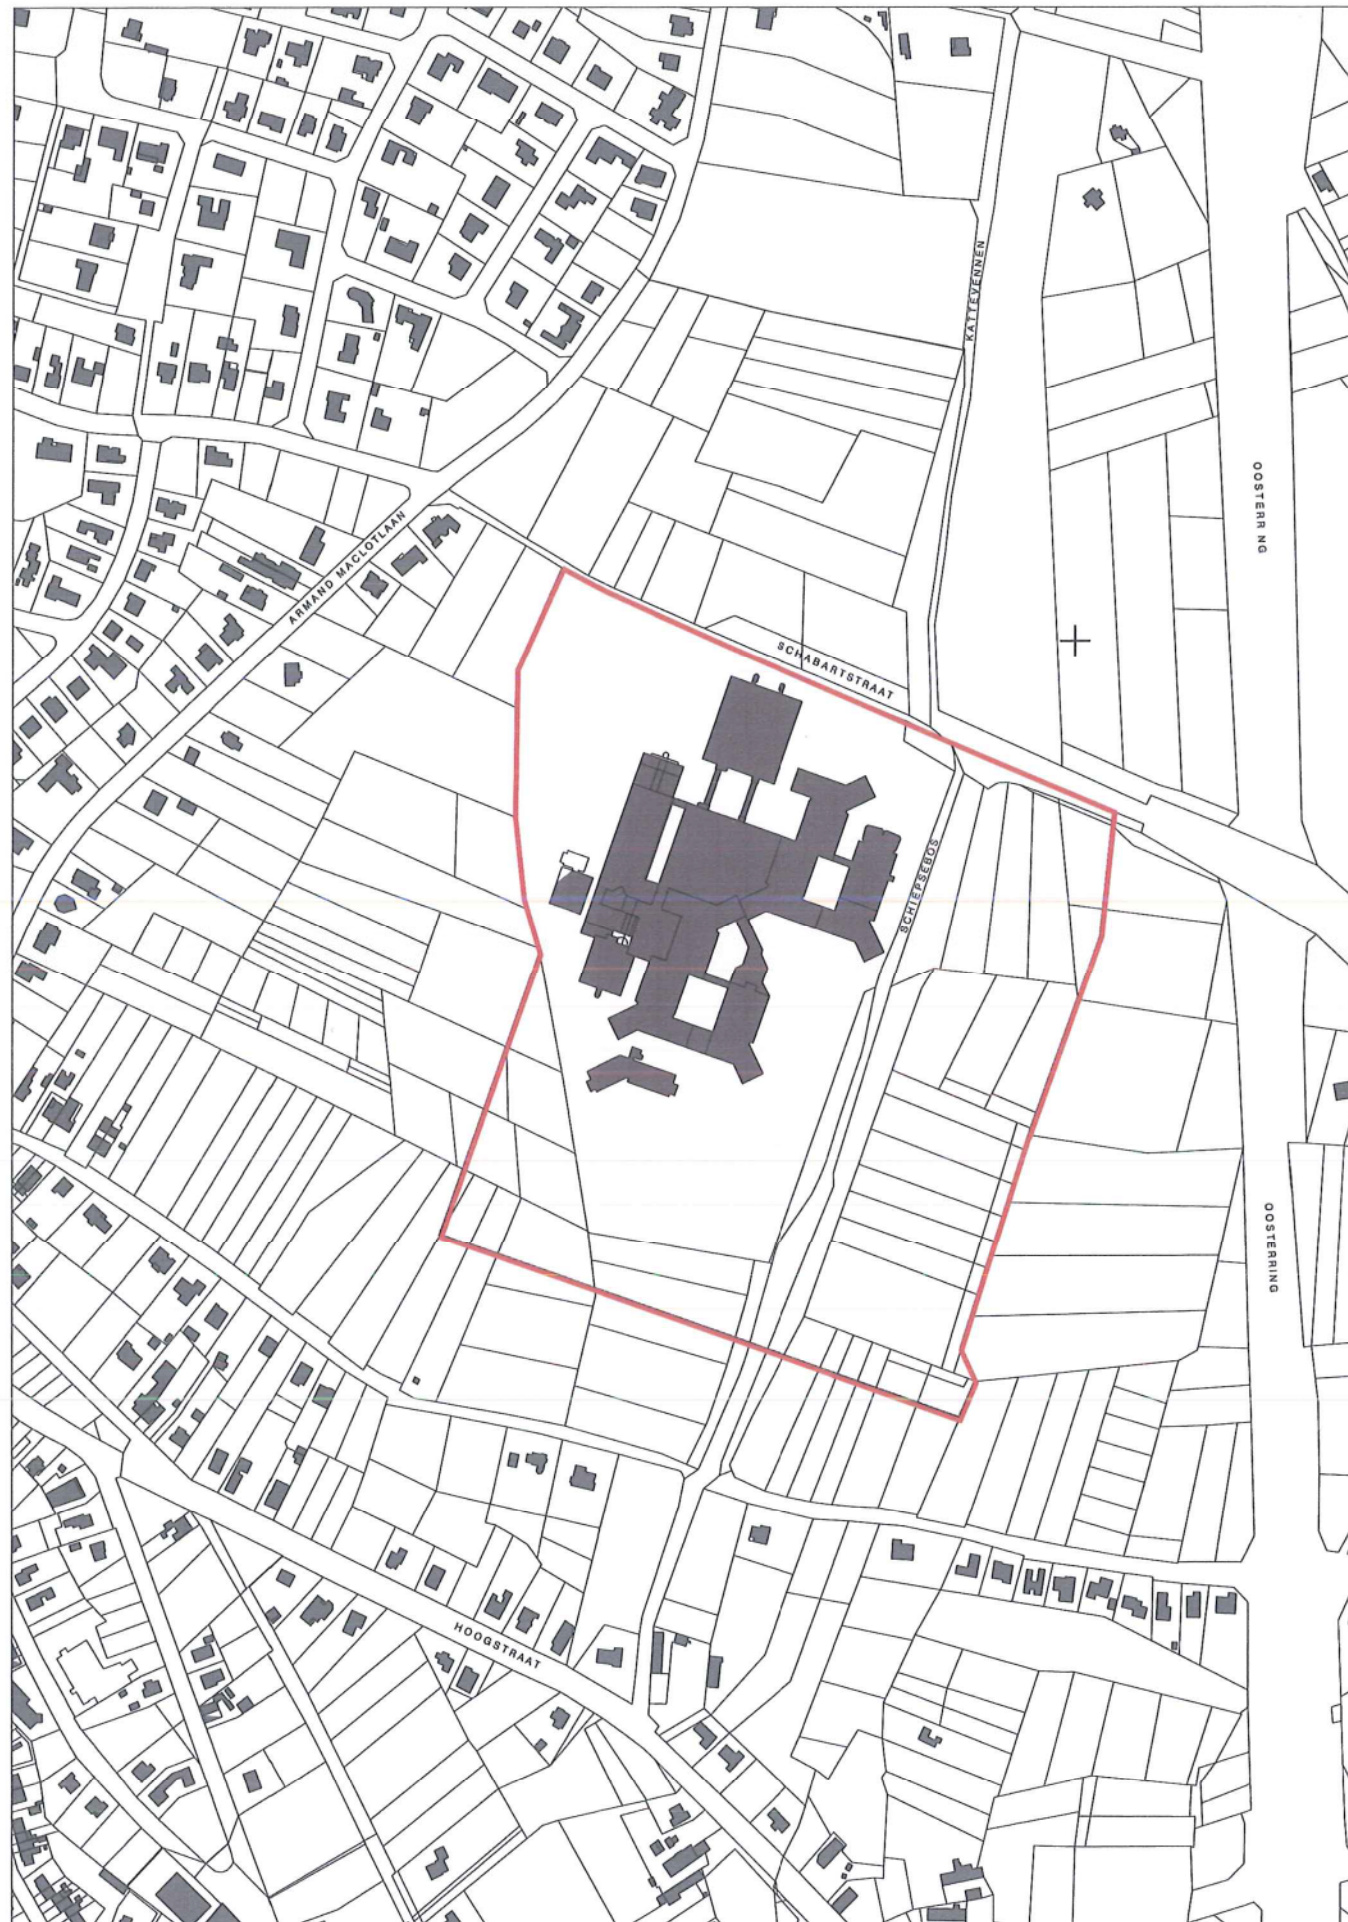 KATTEVENNEN
OOSTERR NG
ARMAND MACLOTLAAN
SCHABARTSTRAAT
SCHIEPSEBOS
OOSTERRING
HOOGSTRAAT